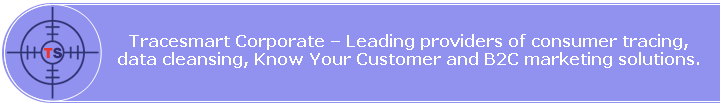 TS
Tracesmart Corporate – Leading providers of consumer tracing,
data cleansing, Know Your Customer and B2C marketing solutions.